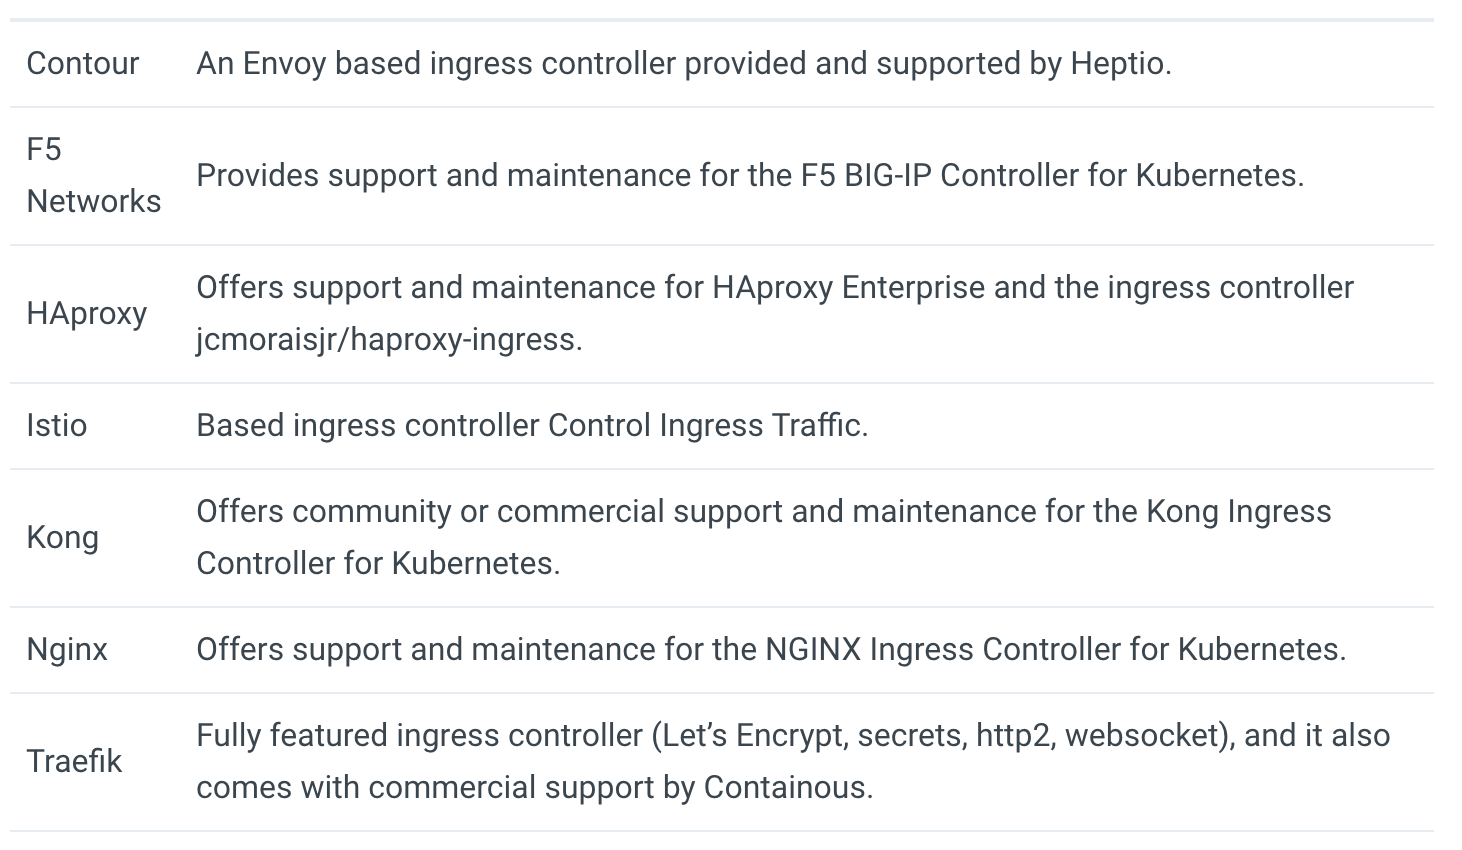 Contour
An Envoy based ingress controller provided and supported by Heptio.
F5
Networks
Provides support and maintenance for the F5 BIG-IP Controller for Kubernetes.
HAproxy
Offers support and maintenance for HAproxy Enterprise and the ingress controller
jcmoraisjr/haproxy-ingress.
Istio
Based ingress controller Control Ingress Traffic.
Kong
Offers community or commercial support and maintenance for the Kong Ingress
Controller for Kubernetes.
Nginx
Offers support and maintenance for the NGINX Ingress Controller for Kubernetes.
Traefik
Fully featured ingress controller (Let’s Encrypt, secrets, http2, websocket), and it also
comes with commercial support by Containous.